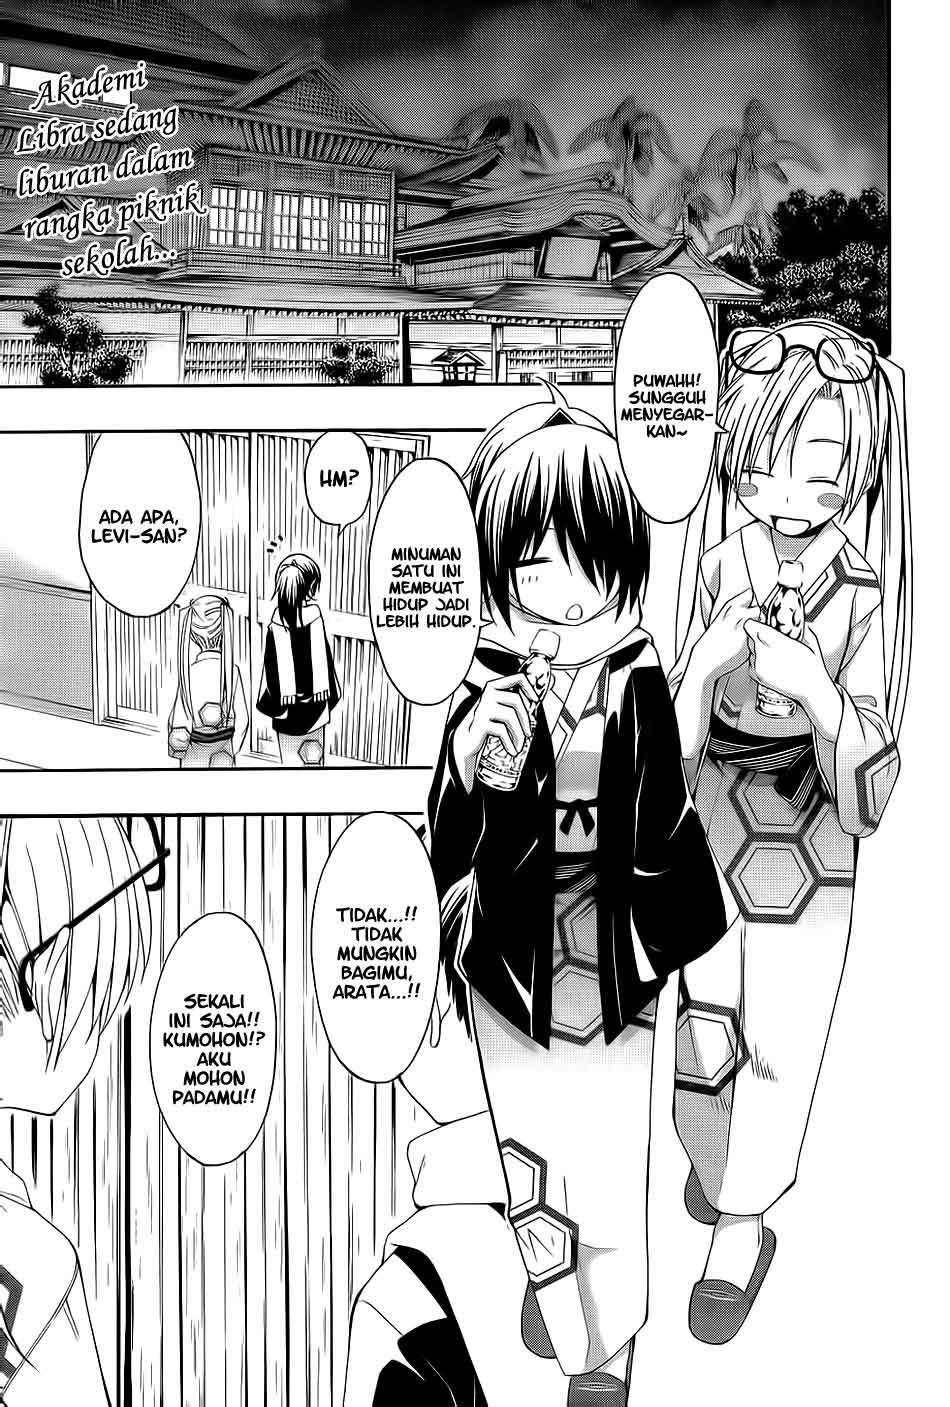 Akademi
Libra sedang
liburan dalam
rangka piknik
sekolah...
PUWAHH!
SUNGGUH
MENYEGAR-
KAN~
MINUMAN
SATU INI
MEMBUAT
HIDUP JADI
LEBIH HIDUP.
HM?
ADA APA,
LEVI-SAN?
TIDAK...!!
TIDAK
MUNGKIN
BAGIMU,
ARATA...!!
SEKALI
INI SAJA!!
KUMOHON!?
AKU
MOHON
PADAMU!!